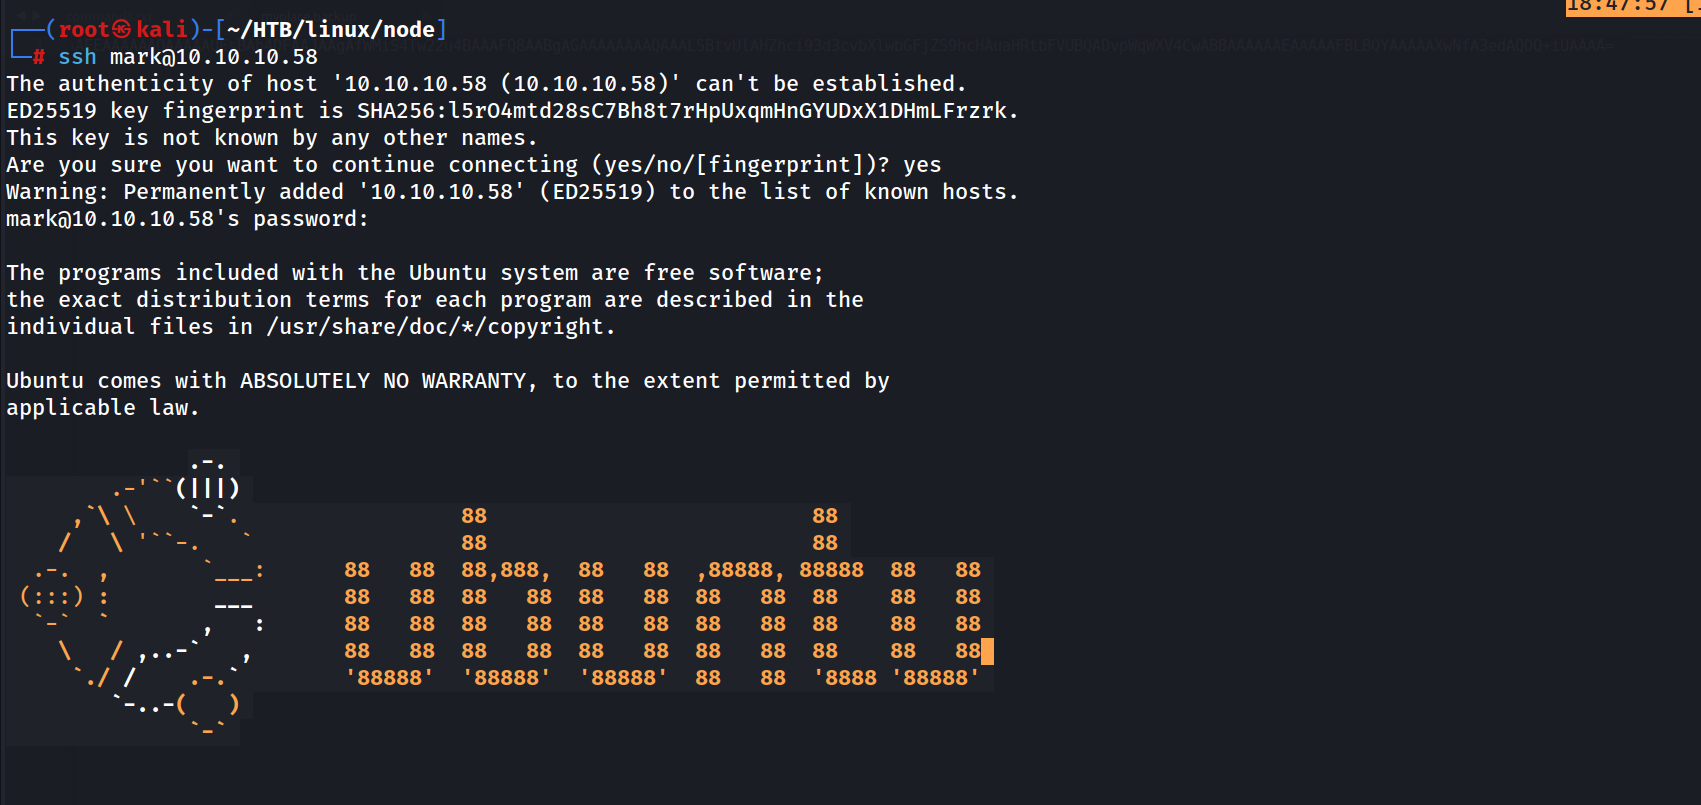 18:47:57 [
┌──(root㉿kali)-[~/HTB/linux/node]
└─# ssh mark@10.10.10.58
The authenticity of host '10.10.10.58 (10.10.10.58)' can't be established.
ED25519 key fingerprint is SHA256:l5rO4mtd28sC7Bh8t7rHpUxqmHnGYUDxX1DHmLFrzrk.
This key is not known by any other names.
Are you sure you want to continue connecting (yes/no/[fingerprint])? yes
Warning: Permanently added '10.10.10.58' (ED25519) to the list of known hosts.
mark@10.10.10.58's password:
The programs included with the Ubuntu system are free software;
the exact distribution terms for each program are described in the
individual files in /usr/share/doc/*/copyright.
Ubuntu comes with ABSOLUTELY NO WARRANTY, to the extent permitted by
applicable law.
              .-.
        .-'``(|||)
     ,`\ \    `-`.                 88                         88
    /   \ '``-.   `                88                         88
  .-.  ,       `___:      88   88  88,888,  88   88  ,88888, 88888  88   88
 (:::) :        ___       88   88  88   88  88   88  88   88  88    88   88
  `-`  `       ,   :      88   88  88   88  88   88  88   88  88    88   88
    \   / ,..-`   ,       88   88  88   88  88   88  88   88  88    88   88
     `./ /    .-.`        '88888'  '88888'  '88888'  88   88  '8888 '88888'
        `-..-(   )
              `-`